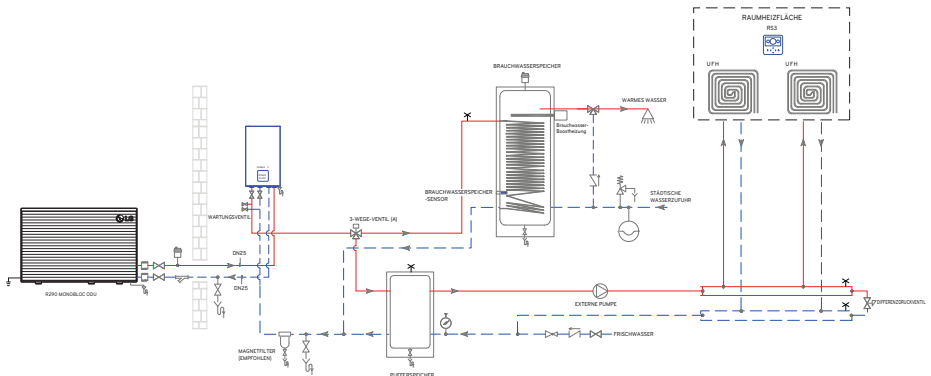 RAUMHEIZFLÄCHE
RS3
UFH
UFH
BRAUCHWASSERSPEICHER
WARMES WASSER
Brauchwasser-
Boostheizung
BRAUCHWASSERSPEICHER
-SENSOR
STÄDTISCHE
WASSERZUFUHR
WARTUNGSVENTIL
3-WEGE-VENTIL (A)
LG
DN25
DN25
R290 MONOBLOC ODU
EXTERNE PUMPE
DIFFERENZDRUCKVENTIL
FRISCHWASSER
MAGNETFILTER
(EMPFOHLEN)
PUFFERSPEICHER